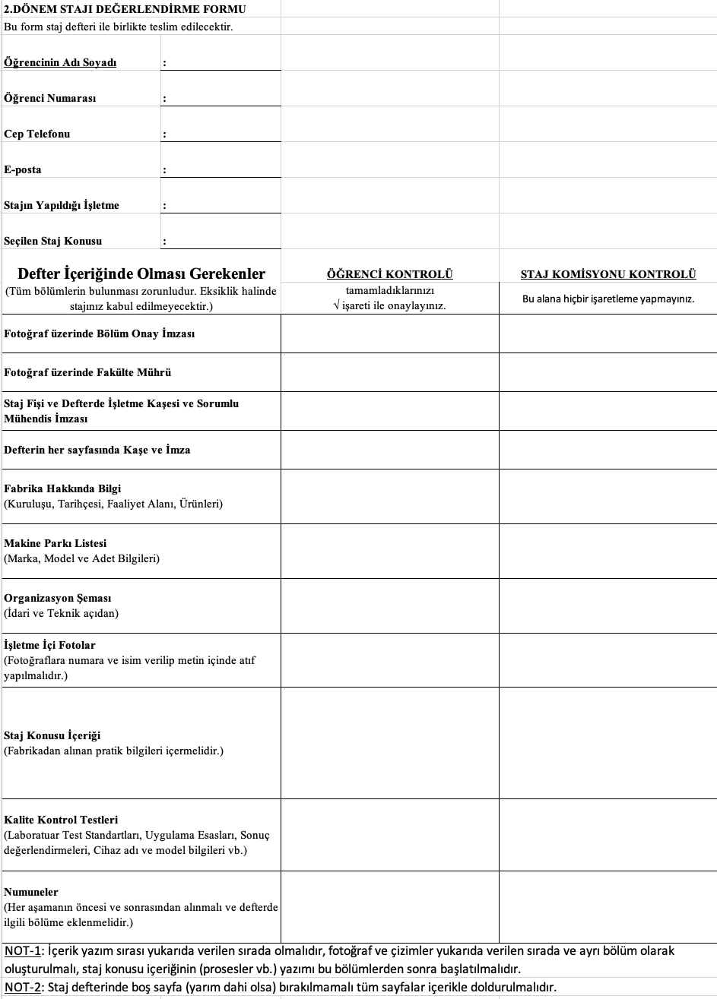 2.DÖNEM STAJI DEĞERLENDİRME FORMU
Bu form staj defteri ile birlikte teslim edilecektir.
Öğrencinin Adı Soyadı :
Öğrenci Numarası :
Cep Telefonu :
E-posta :
Stajın Yapıldığı İşletme :
Seçilen Staj Konusu :
Defter İçeriğinde Olması Gerekenler
(Tüm bölümlerin bulunması zorunludur. Eksiklik halinde
stajınız kabul edilmeyecektir.)
ÖĞRENCİ KONTROLÜ
tamamladıklarınızı
√ işareti ile onaylayınız.
STAJ KOMİSYONU KONTROLÜ
Bu alana hiçbir işaretleme yapmayınız.
Fotoğraf üzerinde Bölüm Onay İmzası
Fotoğraf üzerinde Fakülte Mührü
Staj Fişi ve Defterde İşletme Kaşesi ve Sorumlu
Mühendis İmzası
Defterin her sayfasında Kaşe ve İmza
Fabrika Hakkında Bilgi
(Kuruluşu, Tarihçesi, Faaliyet Alanı, Ürünleri)
Makine Parkı Listesi
(Marka, Model ve Adet Bilgileri)
Organizasyon Şeması
(İdari ve Teknik açıdan)
İşletme İçi Fotolar
(Fotoğraflara numara ve isim verilip metin içinde atıf
yapılmalıdır.)
Staj Konusu İçeriği
(Fabrikadan alınan pratik bilgileri içermelidir.)
Kalite Kontrol Testleri
(Laboratuar Test Standartları, Uygulama Esasları, Sonuç
değerlendirmeleri, Cihaz adı ve model bilgileri vb.)
Numuneler
(Her aşamanın öncesi ve sonrasından alınmalı ve defterde
ilgili bölüme eklenmelidir.)
NOT-1: İçerik yazım sırası yukarıda verilen sırada olmalıdır, fotoğraf ve çizimler yukarıda verilen sırada ve ayrı bölüm olarak
oluşturulmalı, staj konusu içeriğinin (prosesler vb.) yazımı bu bölümlerden sonra başlatılmalıdır.
NOT-2: Staj defterinde boş sayfa (yarım dahi olsa) bırakılmamalı tüm sayfalar içerikle doldurulmalıdır.